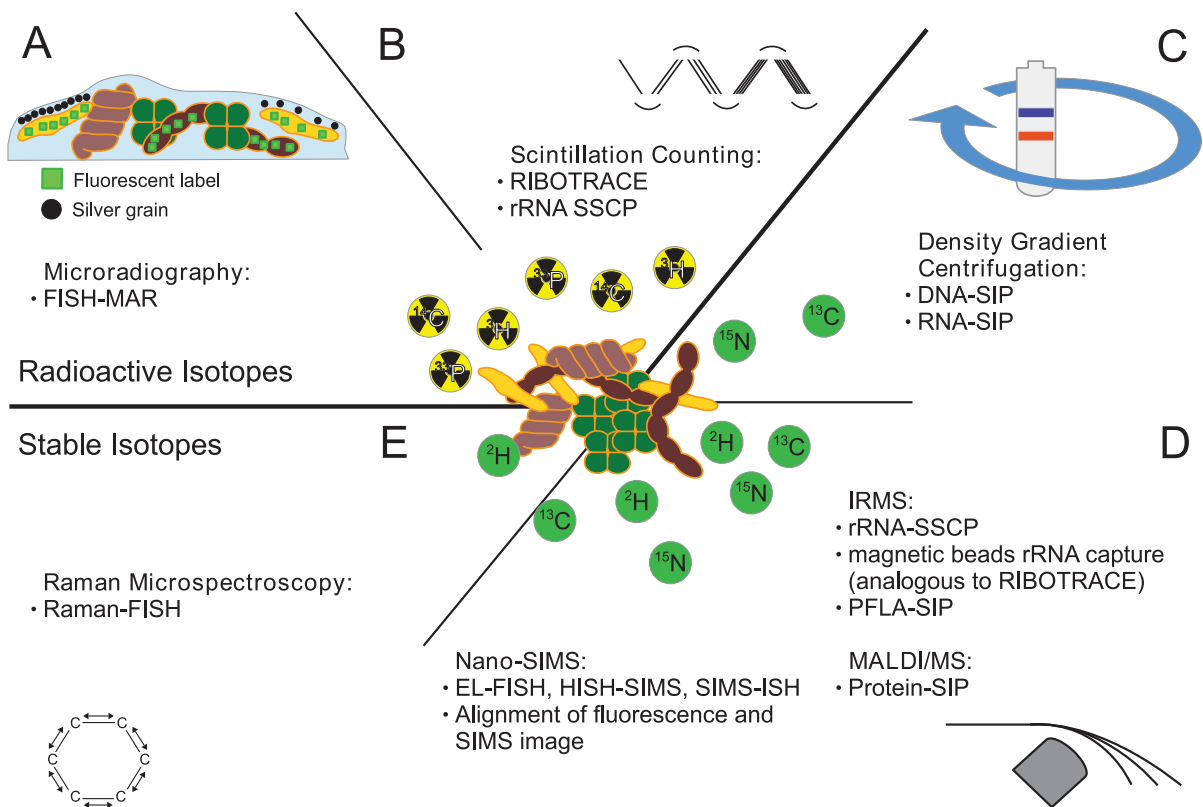 A
Fluorescent label
Silver grain
Microradiography:
• FISH-MAR
Radioactive Isotopes
B
Scintillation Counting:
• RIBOTRACE
• rRNA SSCP
33P
14C
3H
14C
3H
33P
C
Density Gradient
Centrifugation:
• DNA-SIP
• RNA-SIP
15N
13C
Stable Isotopes
E
2H
13C
2H
15N
2H
13C
15N
D
IRMS:
• rRNA-SSCP
• magnetic beads rRNA capture
(analogous to RIBOTRACE)
• PFLA-SIP
MALDI/MS:
• Protein-SIP
Raman Microspectroscopy:
• Raman-FISH
Nano-SIMS:
• EL-FISH, HISH-SIMS, SIMS-ISH
• Alignment of fluorescence and
SIMS image
C C
C C
C C